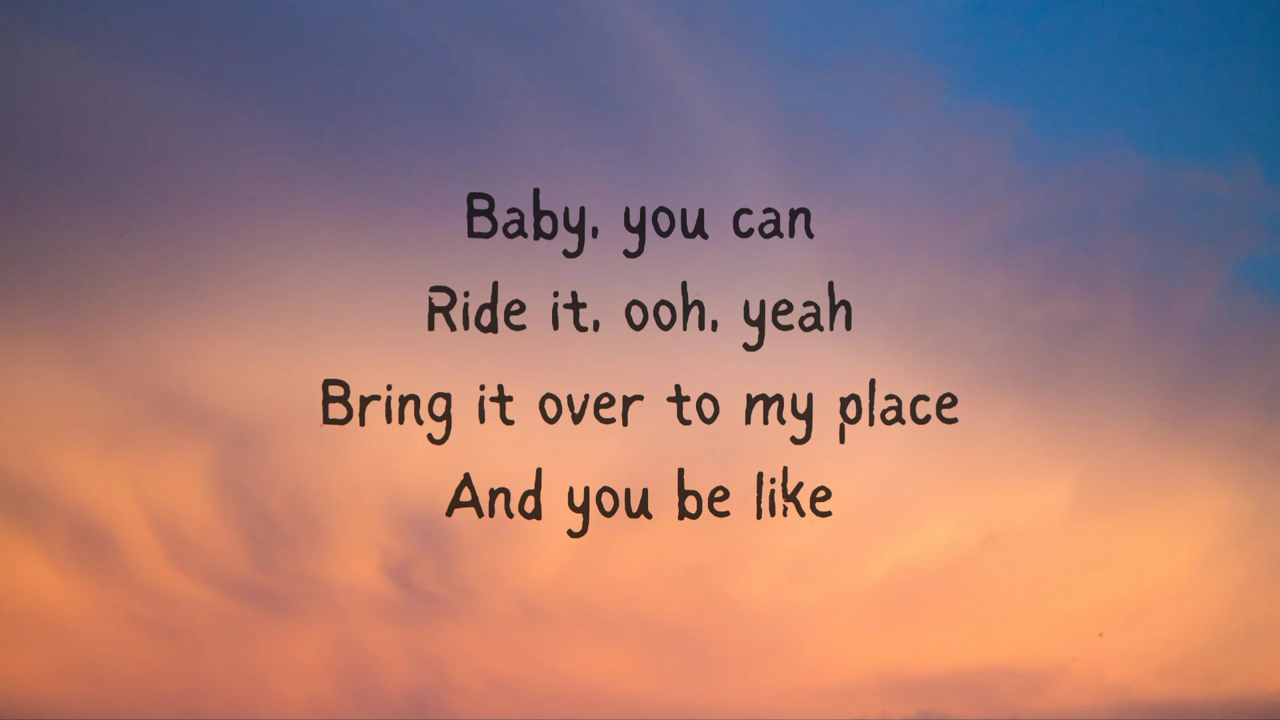 Baby, you can
Ride it, ooh, yeah
Bring it over to my place
And you be like